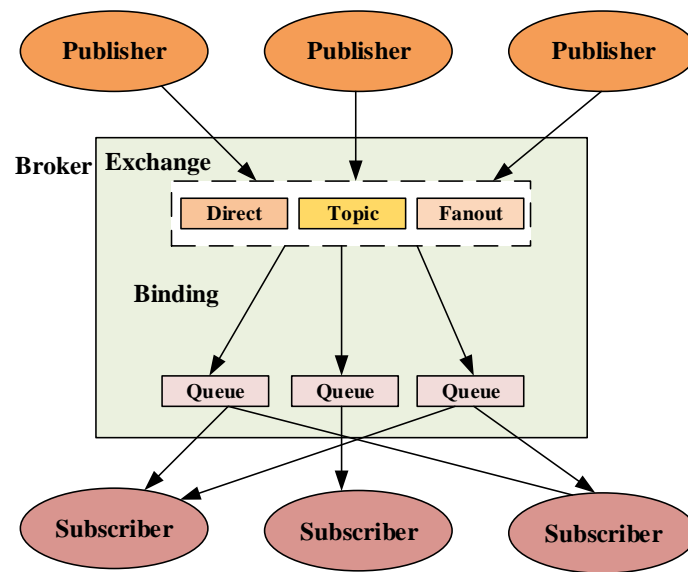 Publisher
Publisher
Publisher
Broker
Exchange
Direct
Topic
Fanout
Binding
Queue
Queue
Queue
Subscriber
Subscriber
Subscriber